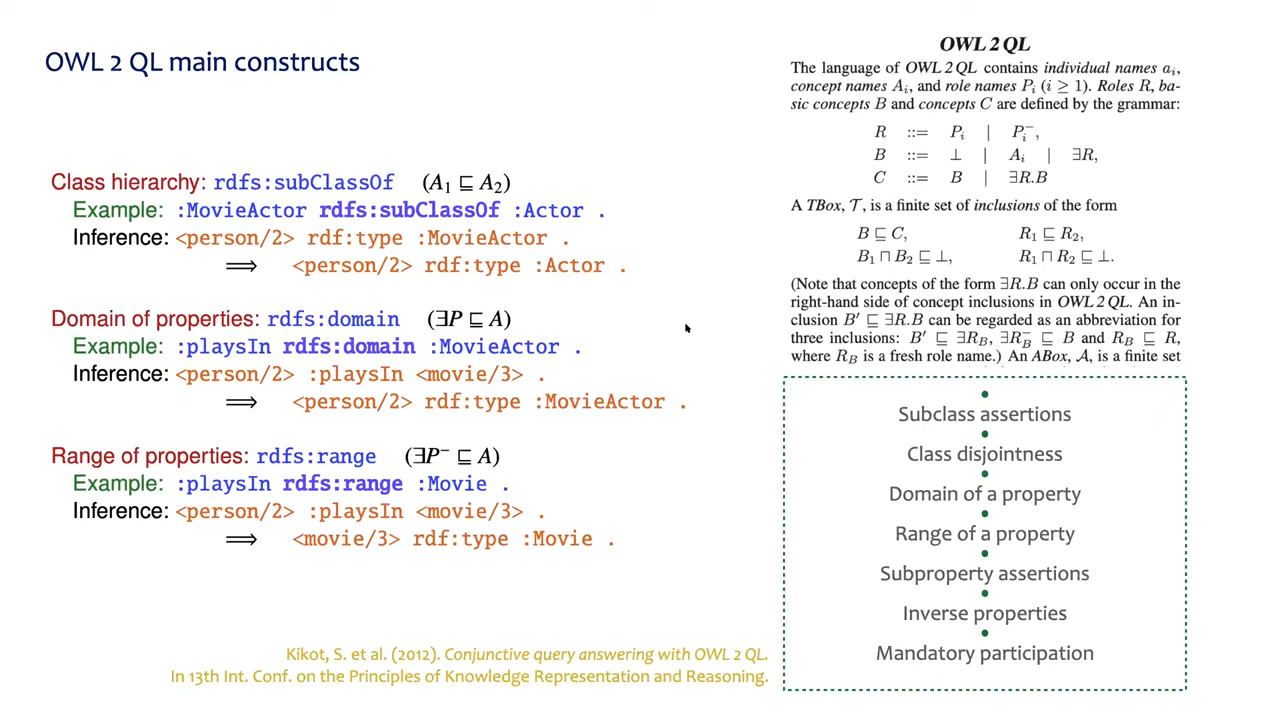 OWL 2 QL main constructs
Class hierarchy: rdfs:subClassOf (A₁ ⊑ A₂)
Example: :MovieActor rdfs:subClassOf :Actor .
Inference: <person/2> rdf:type :MovieActor .
⟹ <person/2> rdf:type :Actor .
Domain of properties: rdfs:domain (∃P ⊑ A)
Example: :playsIn rdfs:domain :MovieActor .
Inference: <person/2> :playsIn <movie/3> .
⟹ <person/2> rdf:type :MovieActor .
Range of properties: rdfs:range (∃P⁻ ⊑ A)
Example: :playsIn rdfs:range :Movie .
Inference: <person/2> :playsIn <movie/3> .
⟹ <movie/3> rdf:type :Movie .
Kikot, S. et al. (2012). Conjunctive query answering with OWL 2 QL.
In 13th Int. Conf. on the Principles of Knowledge Representation and Reasoning.
OWL 2 QL
The language of OWL 2 QL contains individual names aᵢ,
concept names Aᵢ, and role names Pᵢ (i ≥ 1). Roles R, ba-
sic concepts B and concepts C are defined by the grammar:
R ::= Pᵢ | Pᵢ⁻,
B ::= ⊥ | Aᵢ | ∃R,
C ::= B | ∃R.B
A TBox, 𝒯, is a finite set of inclusions of the form
B ⊑ C, R₁ ⊑ R₂,
B₁ ⊓ B₂ ⊑ ⊥, R₁ ⊓ R₂ ⊑ ⊥.
(Note that concepts of the form ∃R.B can only occur in the
right-hand side of concept inclusions in OWL 2 QL. An in-
clusion B′ ⊑ ∃R.B can be regarded as an abbreviation for
three inclusions: B′ ⊑ ∃R_B, ∃R_B⁻ ⊑ B and R_B ⊑ R,
where R_B is a fresh role name.) An ABox, 𝒜, is a finite set
Subclass assertions
Class disjointness
Domain of a property
Range of a property
Subproperty assertions
Inverse properties
Mandatory participation